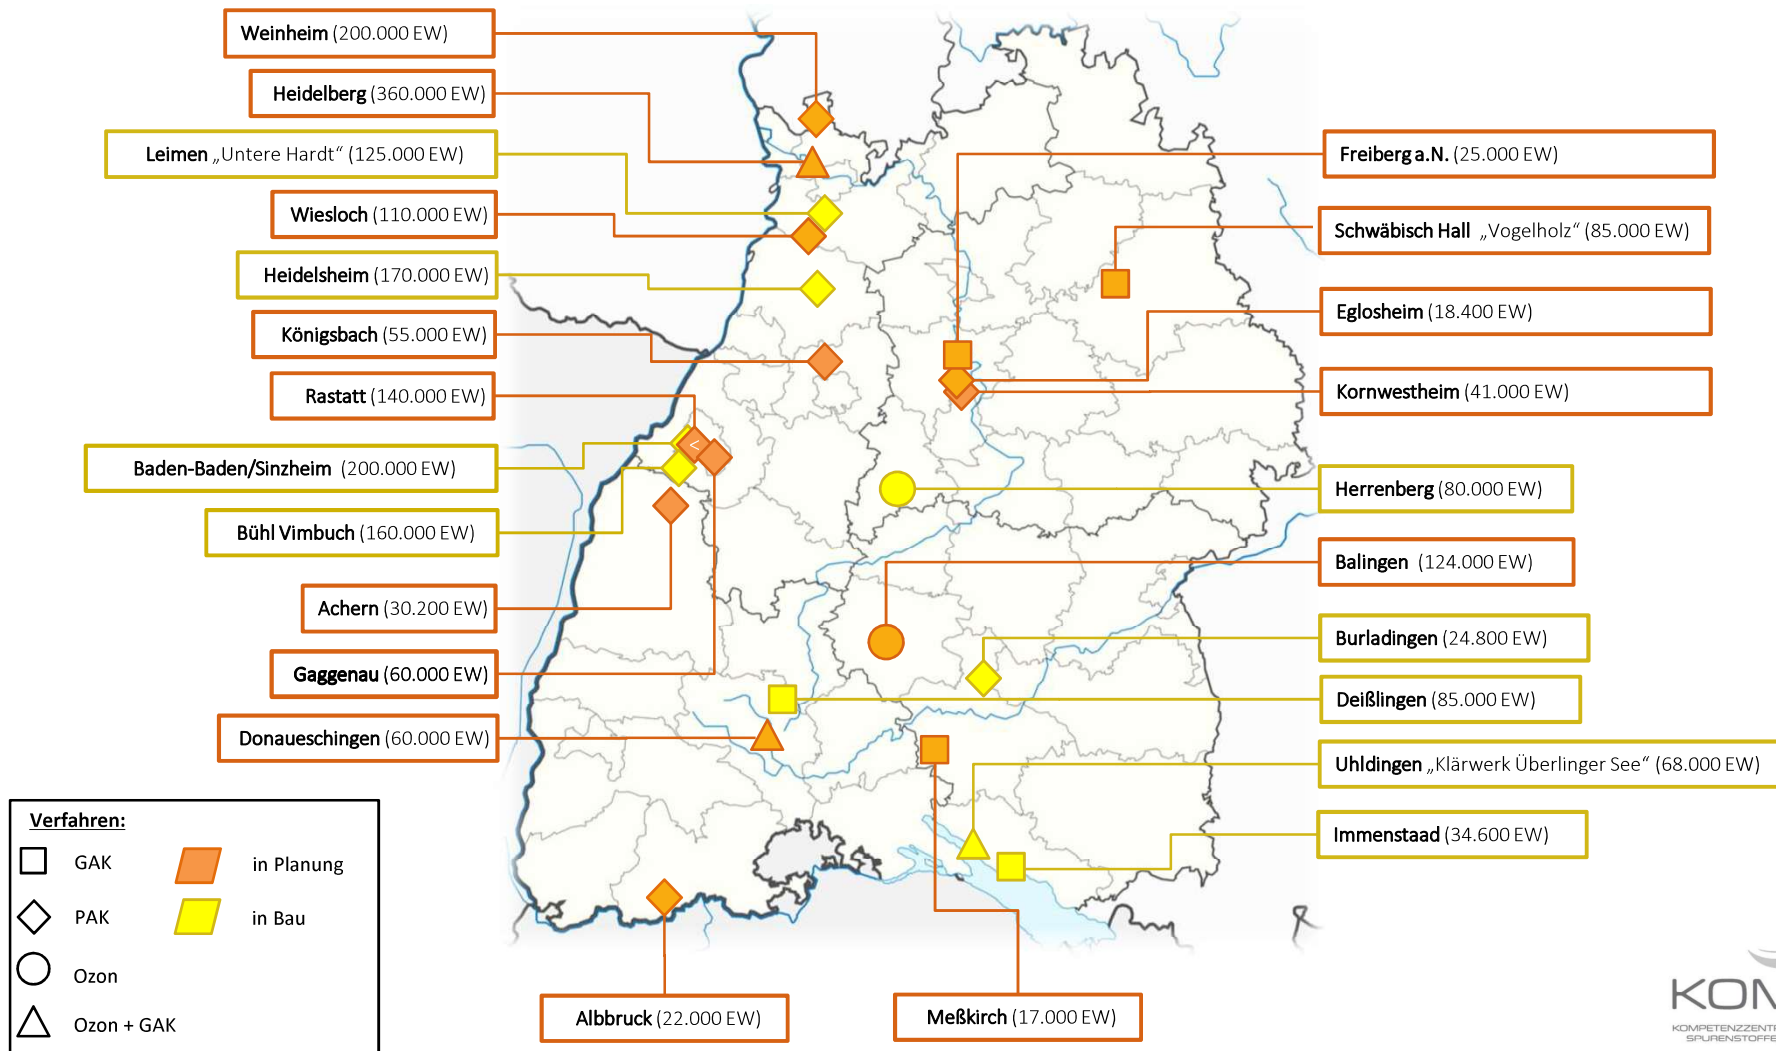 Weinheim (200.000 EW)
Heidelberg (360.000 EW)
Leimen „Untere Hardt“ (125.000 EW)
Wiesloch (110.000 EW)
Heidelsheim (170.000 EW)
Königsbach (55.000 EW)
Rastatt (140.000 EW)
Baden-Baden/Sinzheim (200.000 EW)
Bühl Vimbuch (160.000 EW)
Achern (30.200 EW)
Gaggenau (60.000 EW)
Donaueschingen (60.000 EW)
Freiberg a.N. (25.000 EW)
Schwäbisch Hall „Vogelholz“ (85.000 EW)
Eglosheim (18.400 EW)
Kornwestheim (41.000 EW)
Herrenberg (80.000 EW)
Balingen (124.000 EW)
Burladingen (24.800 EW)
Deißlingen (85.000 EW)
Uhldingen „Klärwerk Überlinger See“ (68.000 EW)
Immenstaad (34.600 EW)
Albbruck (22.000 EW)
Meßkirch (17.000 EW)
Verfahren:
GAK
in Planung
PAK
in Bau
Ozon
Ozon + GAK
KOM
KOMPETENZZENTR
SPURENSTOFFE